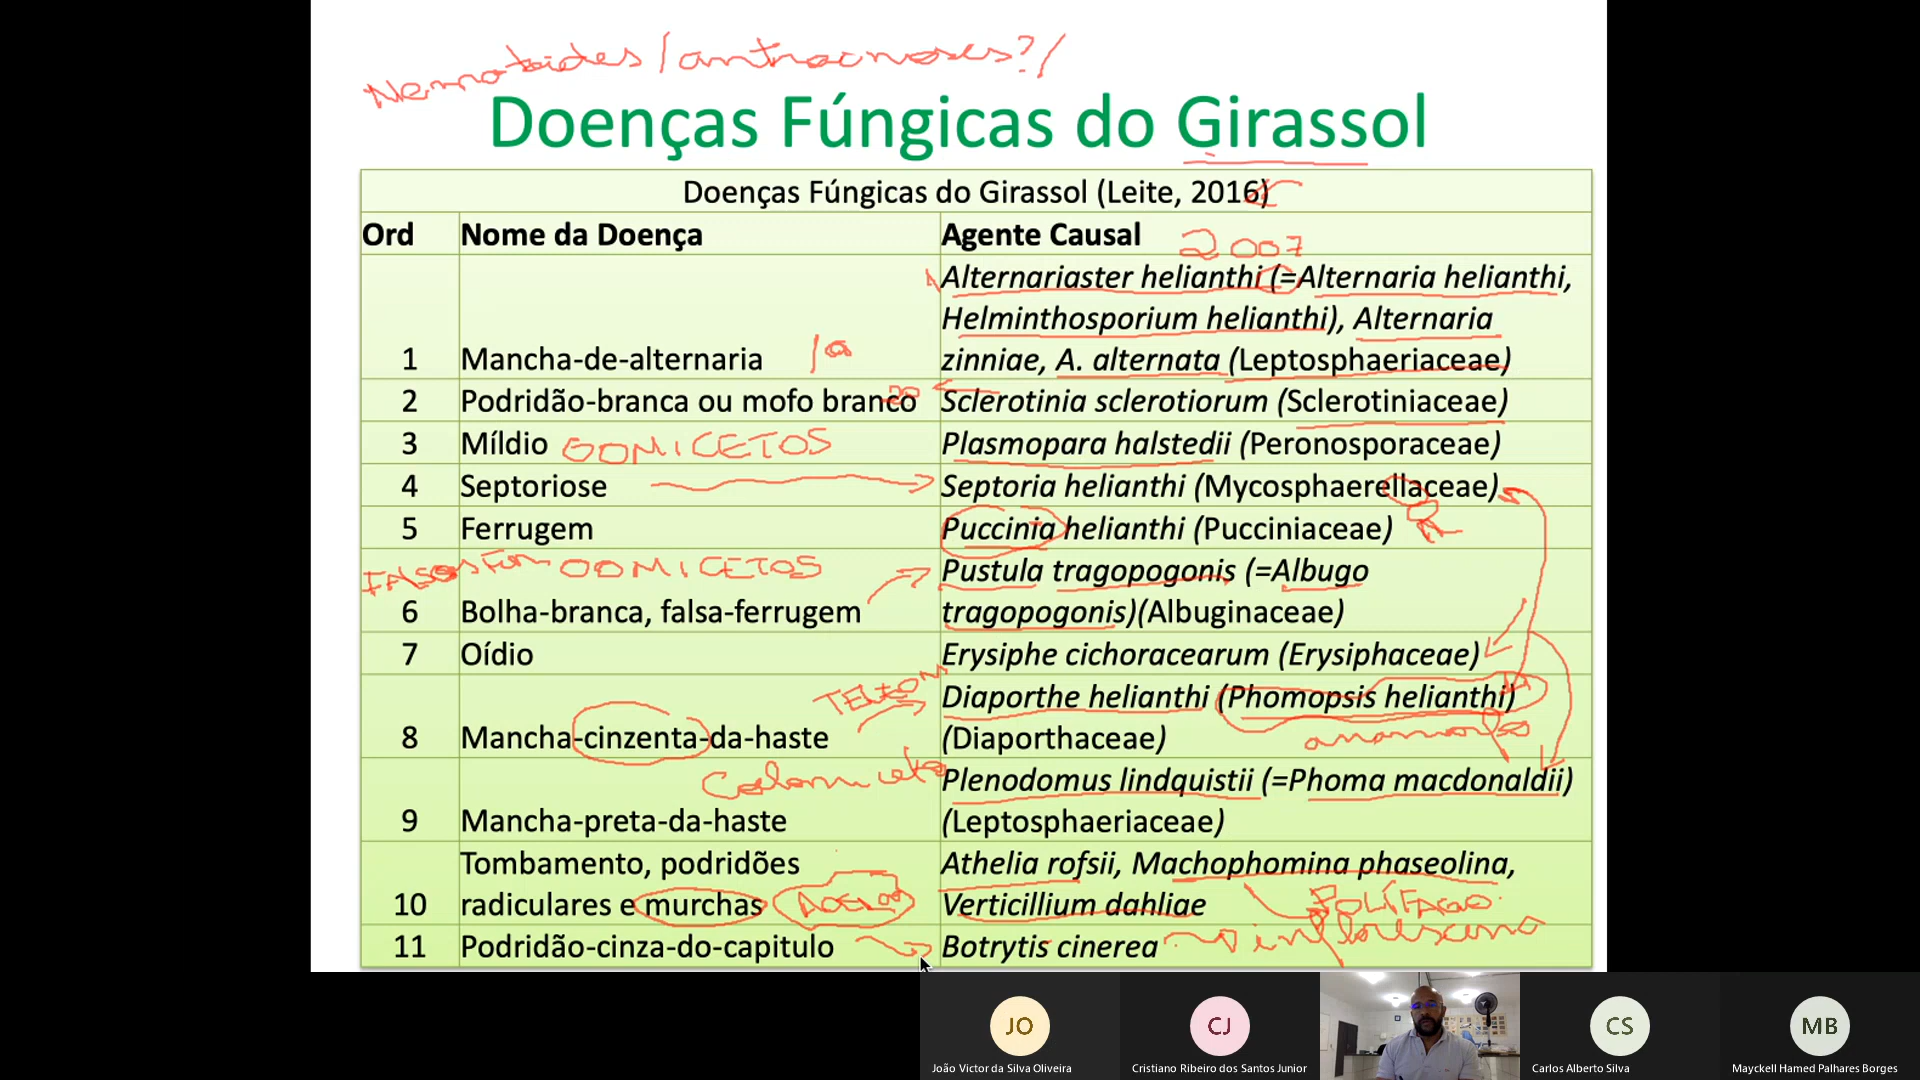 Nematoides / antracnoses? /
Doenças Fúngicas do Girassol
Doenças Fúngicas do Girassol (Leite, 2016)
Ord Nome da Doença Agente Causal 2007
Alternariaster helianthi (=Alternaria helianthi,
Helminthosporium helianthi), Alternaria
1 Mancha-de-alternaria 1a zinniae, A. alternata (Leptosphaeriaceae)
2 Podridão-branca ou mofo branco Sclerotinia sclerotiorum (Sclerotiniaceae)
3 Míldio OOMICETOS Plasmopara halstedii (Peronosporaceae)
4 Septoriose Septoria helianthi (Mycosphaerellaceae)
5 Ferrugem Puccinia helianthi (Pucciniaceae)
FALSOS OOMICETOS Pustula tragopogonis (=Albugo
6 Bolha-branca, falsa-ferrugem tragopogonis)(Albuginaceae)
7 Oídio Erysiphe cichoracearum (Erysiphaceae)
Diaporthe helianthi (Phomopsis helianthi)
8 Mancha-cinzenta-da-haste (Diaporthaceae)
Plenodomus lindquistii (=Phoma macdonaldii)
9 Mancha-preta-da-haste (Leptosphaeriaceae)
Tombamento, podridões Athelia rofsii, Machophomina phaseolina,
10 radiculares e murchas Verticillium dahliae POLÍFAGO
11 Podridão-cinza-do-capitulo Botrytis cinerea
JO CJ CS MB
João Victor da Silva Oliveira Cristiano Ribeiro dos Santos Junior Carlos Alberto Silva Mayckell Hamed Palhares Borges